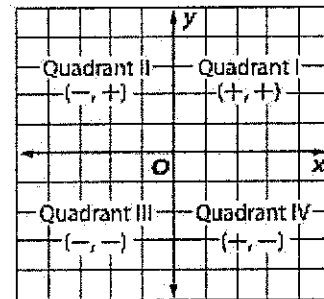 y
Quadrant II Quadrant I
(−, +) (+, +)
O x
Quadrant III Quadrant IV
(−, −) (+, −)